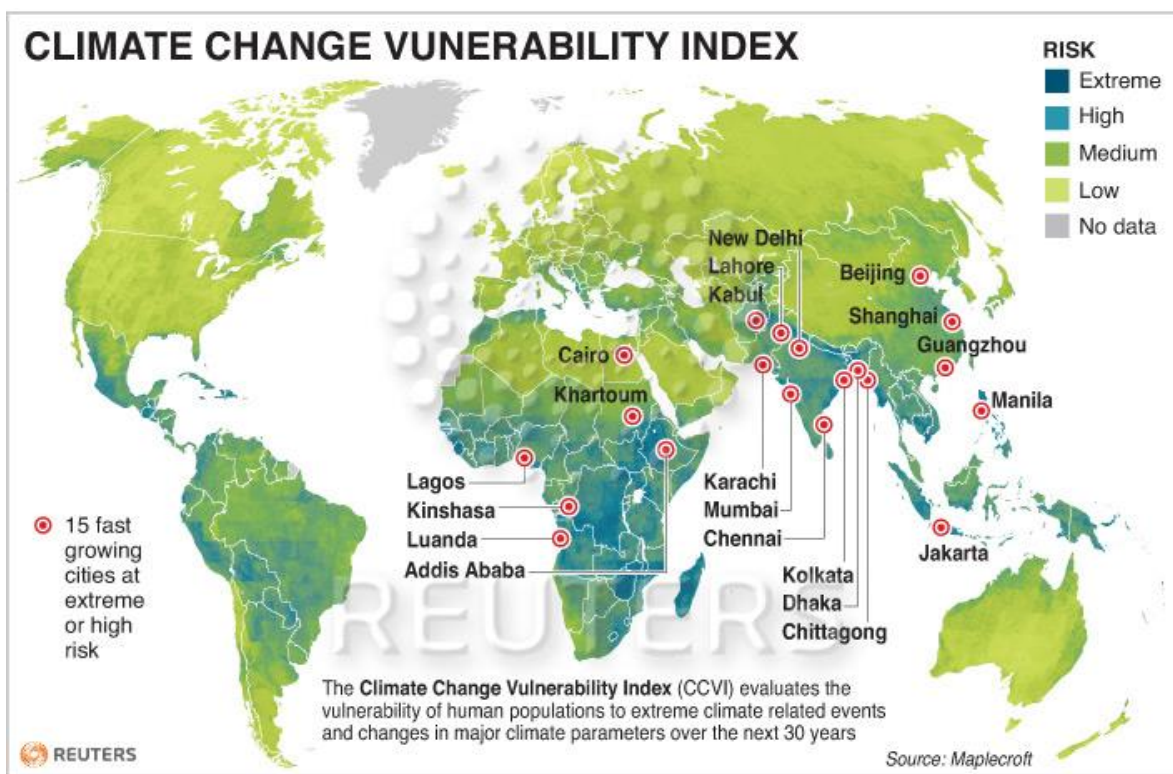 CLIMATE CHANGE VUNERABILITY INDEX
RISK
Extreme
High
Medium
Low
No data
New Delhi
Lahore
Kabul
Beijing
Shanghai
Guangzhou
Manila
Cairo
Khartoum
Lagos
Kinshasa
Luanda
Addis Ababa
Karachi
Mumbai
Chennai
Kolkata
Dhaka
Chittagong
Jakarta
15 fast
growing
cities at
extreme
or high
risk
REUTERS
The Climate Change Vulnerability Index (CCVI) evaluates the
vulnerability of human populations to extreme climate related events
and changes in major climate parameters over the next 30 years
REUTERS
Source: Maplecroft